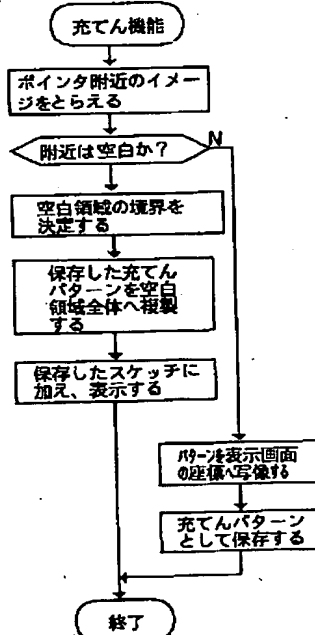 充てん機能
ポインタ附近のイメー
ジをとらえる
附近は空白か?
N
空白領域の境界を
決定する
保存した充てん
パターンを空白
領域全体へ複製
する
保存したスケッチに
加え、表示する
パターンを表示画面
の座標へ写像する
充てんパターン
として保存する
終了